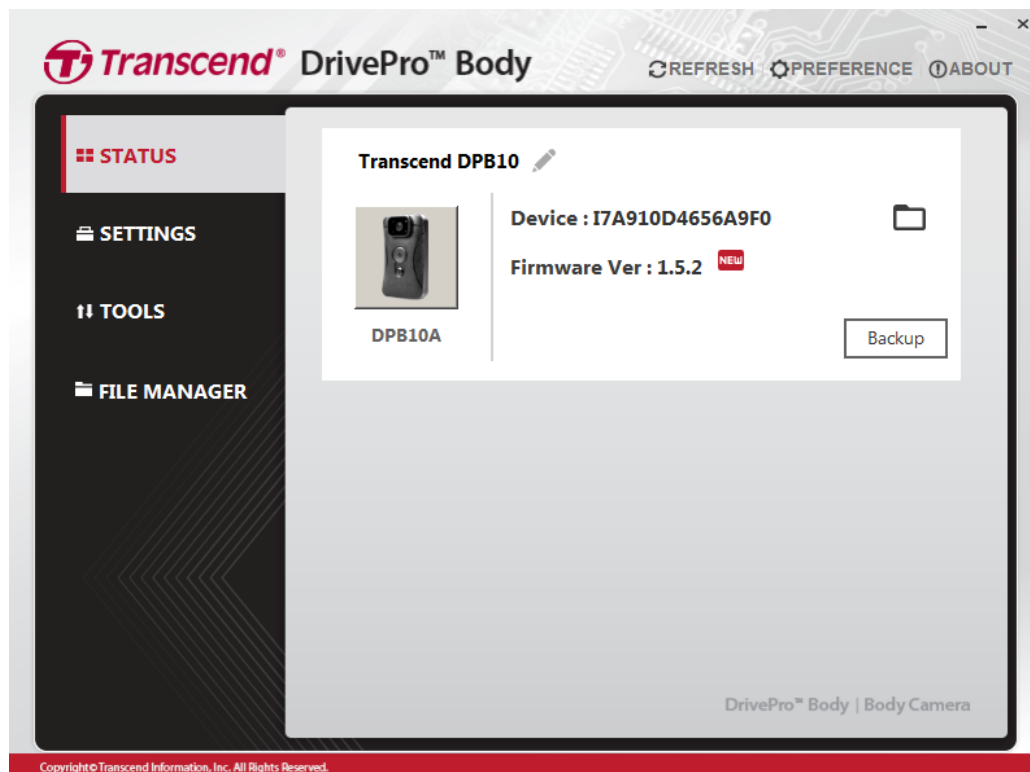 Transcend® DrivePro™ Body
REFRESH PREFERENCE ABOUT
STATUS
SETTINGS
TOOLS
FILE MANAGER
Transcend DPB10
Device : I7A910D4656A9F0
Firmware Ver : 1.5.2 NEW
DPB10A
Backup
DrivePro™ Body | Body Camera
Copyright©Transcend Information, Inc. All Rights Reserved.